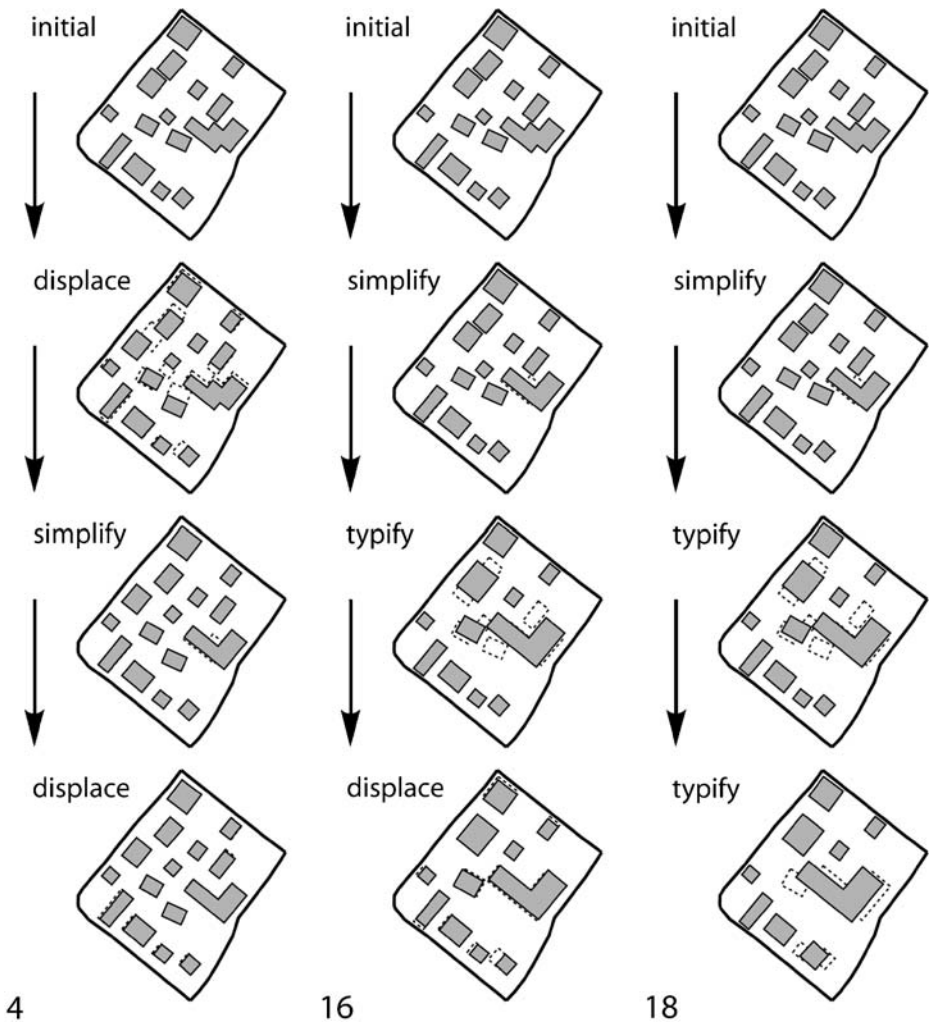 initial initial initial
displace simplify simplify
simplify typify typify
displace displace typify
4 16 18